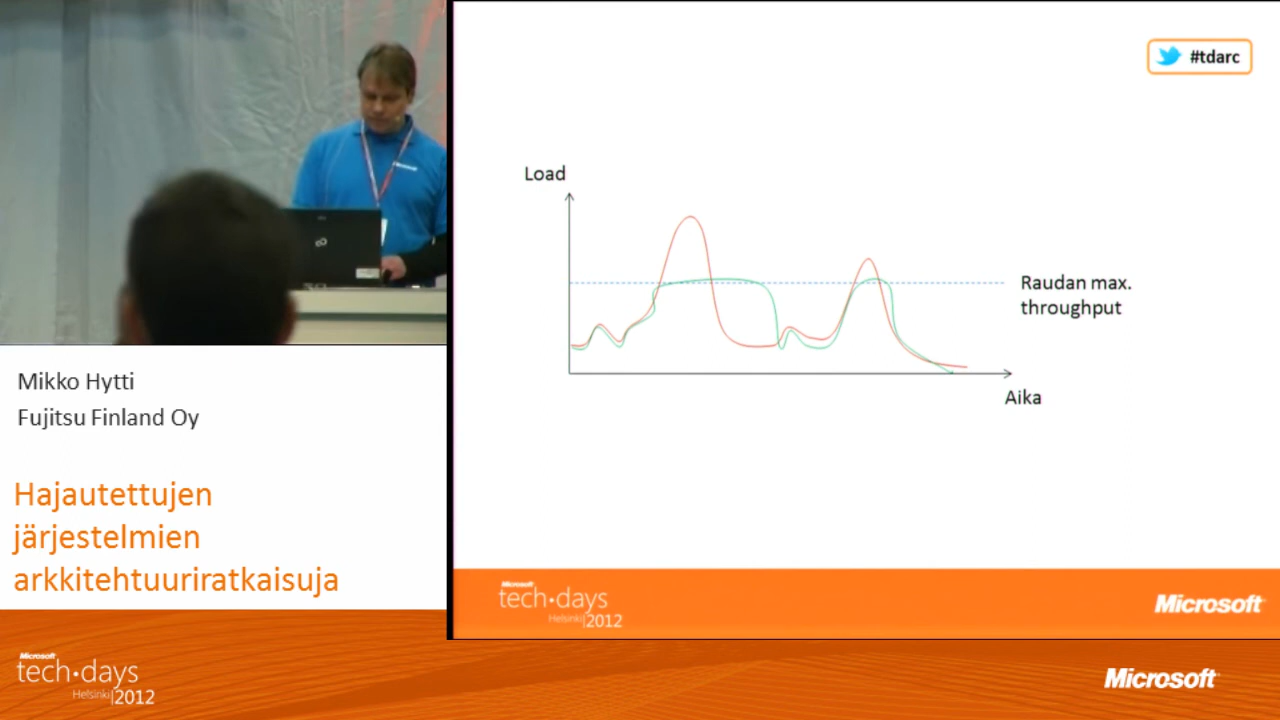 #tdarc
Load
Raudan max.
throughput
Aika
Microsoft
tech·days
Helsinki|2012
Microsoft
Mikko Hytti
Fujitsu Finland Oy
Hajautettujen
järjestelmien
arkkitehtuuriratkaisuja
Microsoft
tech·days
Helsinki|2012
Microsoft